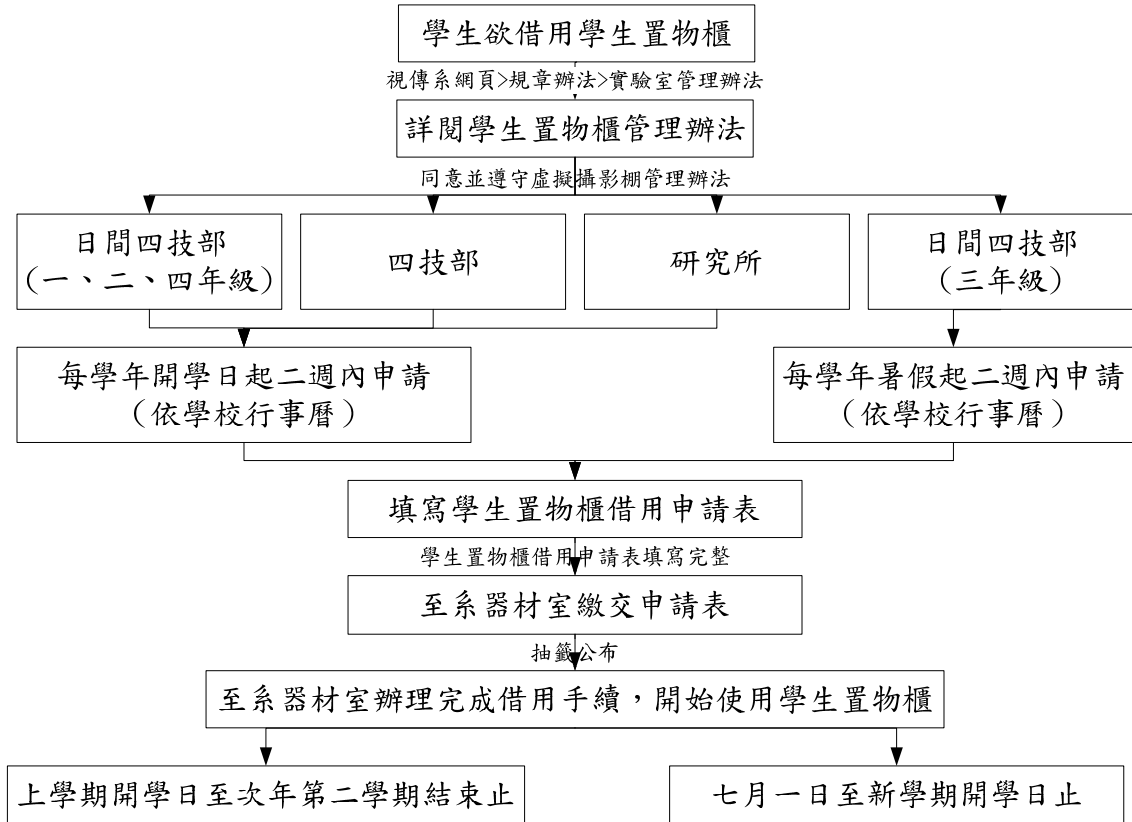 學生欲借用學生置物櫃
視傳系網頁>規章辦法>實驗室管理辦法
詳閱學生置物櫃管理辦法
同意並遵守虛擬攝影棚管理辦法
日間四技部
(一、二、四年級)
四技部
研究所
日間四技部
(三年級)
每學年開學日起二週內申請
（依學校行事曆）
每學年暑假起二週內申請
（依學校行事曆）
填寫學生置物櫃借用申請表
學生置物櫃借用申請表填寫完整
至系器材室繳交申請表
抽籤公布
至系器材室辦理完成借用手續，開始使用學生置物櫃
上學期開學日至次年第二學期結束止
七月一日至新學期開學日止